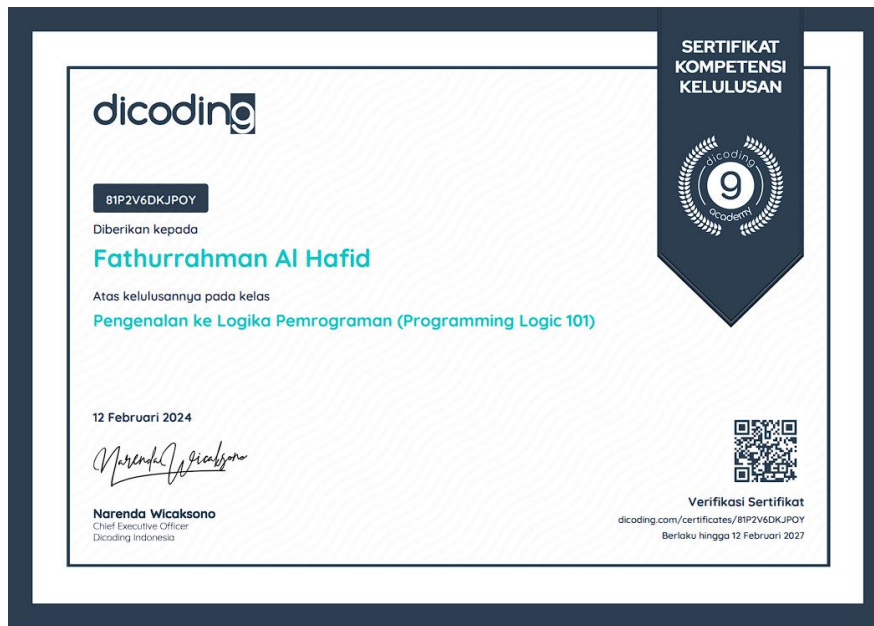 SERTIFIKAT
KOMPETENSI
KELULUSAN
dicoding
dicoding
9
academy
81P2V6DKJPOY
Diberikan kepada
Fathurrahman Al Hafid
Atas kelulusannya pada kelas
Pengenalan ke Logika Pemrograman (Programming Logic 101)
12 Februari 2024
Narenda Wicaksono
Narenda Wicaksono
Chief Executive Officer
Dicoding Indonesia
Verifikasi Sertifikat
dicoding.com/certificates/81P2V6DKJPOY
Berlaku hingga 12 Februari 2027